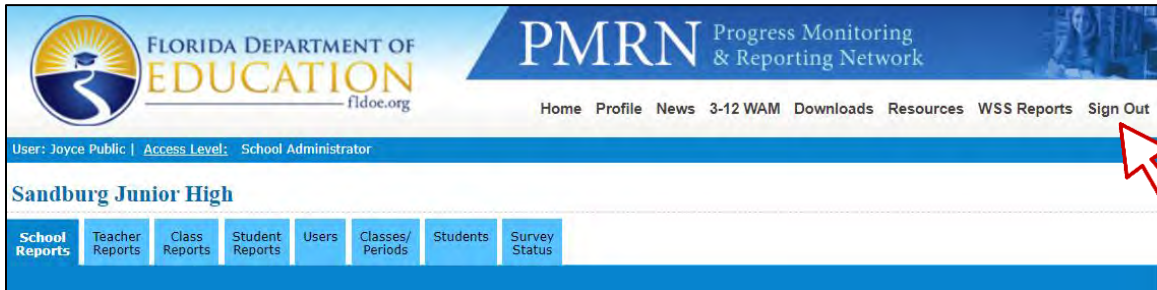 FLORIDA DEPARTMENT OF
EDUCATION
fldoe.org
PMRN Progress Monitoring
& Reporting Network
Home Profile News 3-12 WAM Downloads Resources WSS Reports Sign Out
User: Joyce Public | Access Level: School Administrator
Sandburg Junior High
School Reports
Teacher Reports
Class Reports
Student Reports
Users
Classes/ Periods
Students
Survey Status